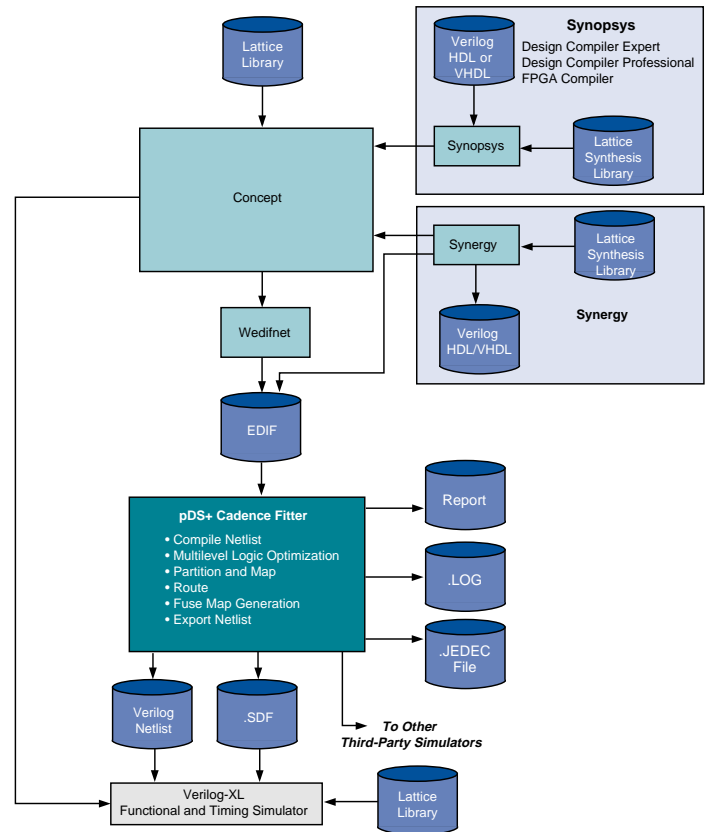 Lattice
Library
Verilog
HDL or
VHDL
Synopsys
Design Compiler Expert
Design Compiler Professional
FPGA Compiler
Synopsys
Lattice
Synthesis
Library
Concept
Synergy
Lattice
Synthesis
Library
Verilog
HDL/VHDL
Synergy
Wedifnet
EDIF
pDS+ Cadence Fitter
• Compile Netlist
• Multilevel Logic Optimization
• Partition and Map
• Route
• Fuse Map Generation
• Export Netlist
Report
.LOG
.JEDEC
File
Verilog
Netlist
.SDF
To Other
Third-Party Simulators
Verilog-XL
Functional and Timing Simulator
Lattice
Library